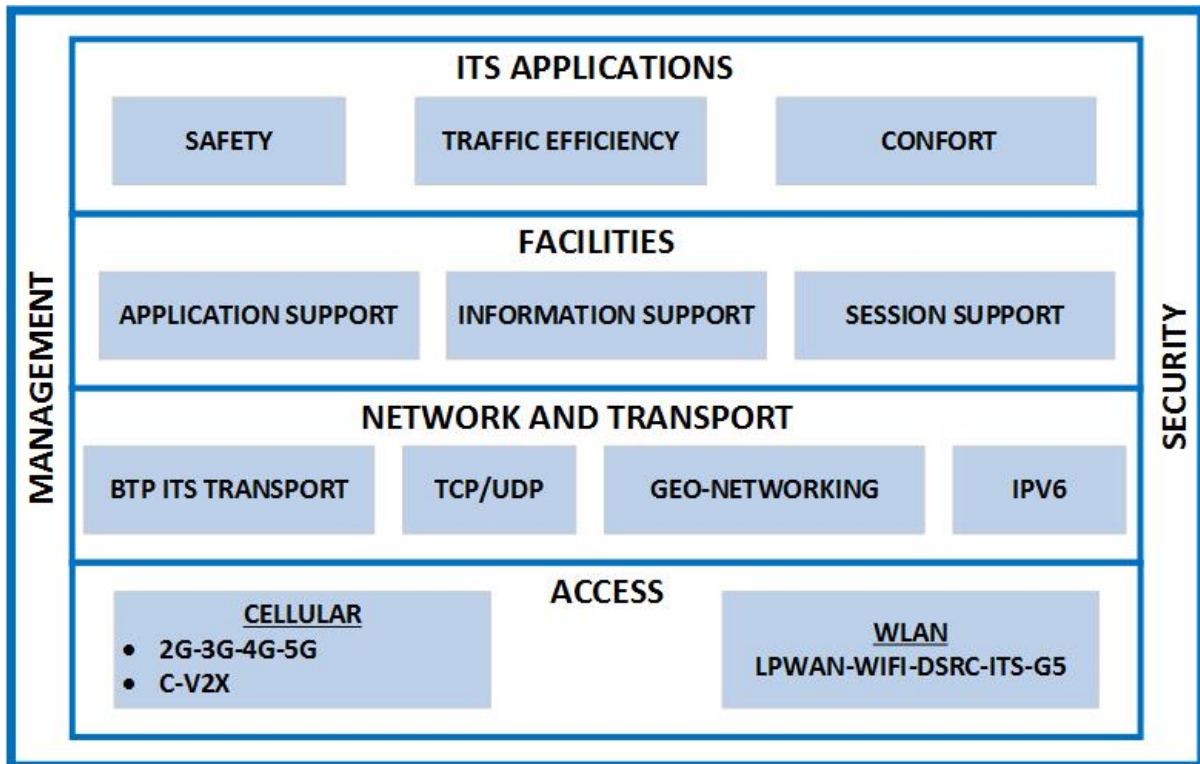 ITS APPLICATIONS
SAFETY
TRAFFIC EFFICIENCY
CONFORT
FACILITIES
APPLICATION SUPPORT
INFORMATION SUPPORT
SESSION SUPPORT
NETWORK AND TRANSPORT
BTP ITS TRANSPORT
TCP/UDP
GEO-NETWORKING
IPV6
ACCESS
CELLULAR
• 2G-3G-4G-5G
• C-V2X
WLAN
LPWAN-WIFI-DSRC-ITS-G5
MANAGEMENT
SECURITY